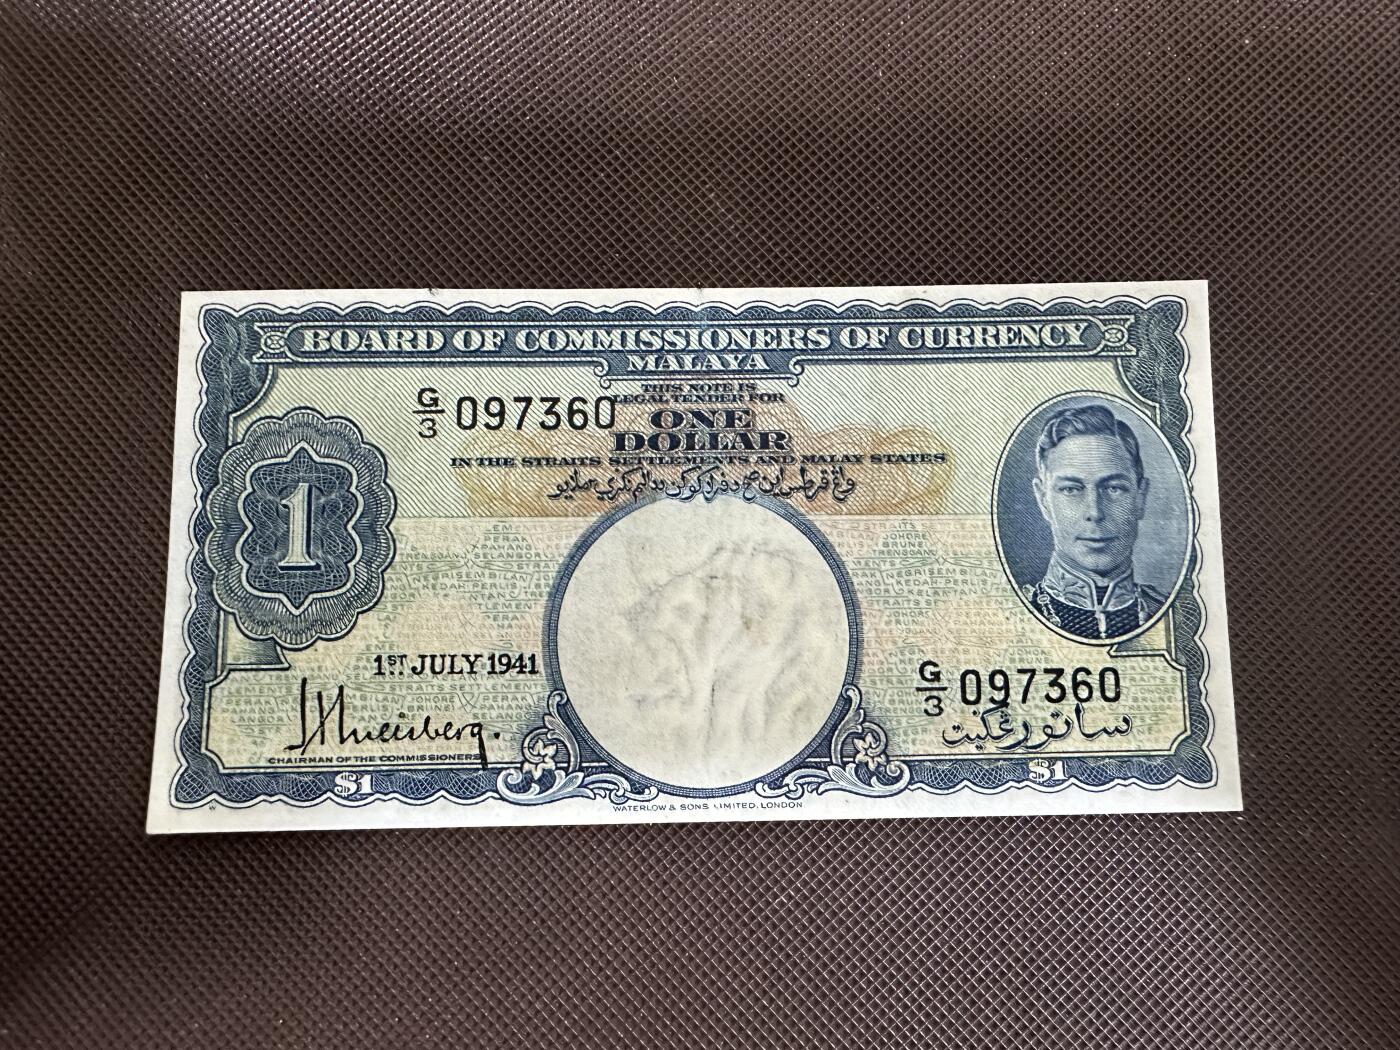 BOARD OF COMMISSIONERS OF CURRENCY
MALAYA
THIS NOTE IS
LEGAL TENDER FOR
G/3 097360
ONE
DOLLAR
IN THE STRAITS SETTLEMENTS AND MALAY STATES
1
1ST JULY 1941
CHAIRMAN OF THE COMMISSIONERS
G/3 097360
ساتو رڠݢيت
$1
$1
W
WATERLOW & SONS LIMITED, LONDON